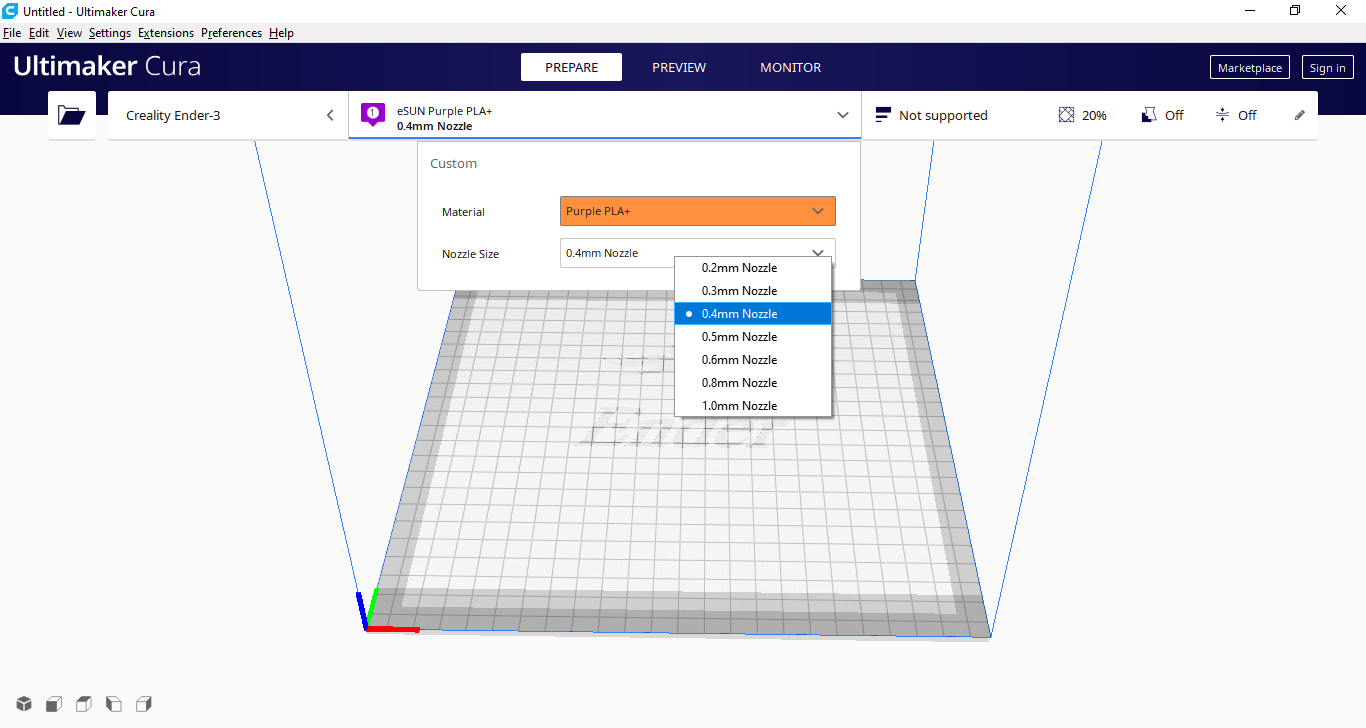 Untitled - Ultimaker Cura
File Edit View Settings Extensions Preferences Help
Ultimaker Cura
PREPARE
PREVIEW
MONITOR
Marketplace
Sign in
Creality Ender-3
1
eSUN Purple PLA+
0.4mm Nozzle
Not supported
20%
Off
Off
Custom
Material
Purple PLA+
Nozzle Size
0.4mm Nozzle
0.2mm Nozzle
0.3mm Nozzle
0.4mm Nozzle
0.5mm Nozzle
0.6mm Nozzle
0.8mm Nozzle
1.0mm Nozzle